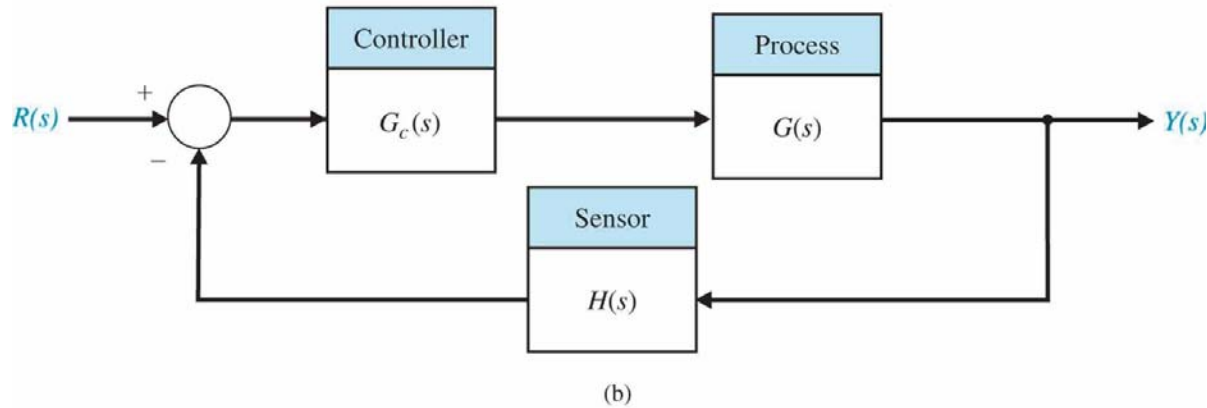 Controller
Process
+
R(s)
G_c(s)
G(s)
Y(s)
−
Sensor
H(s)
(b)